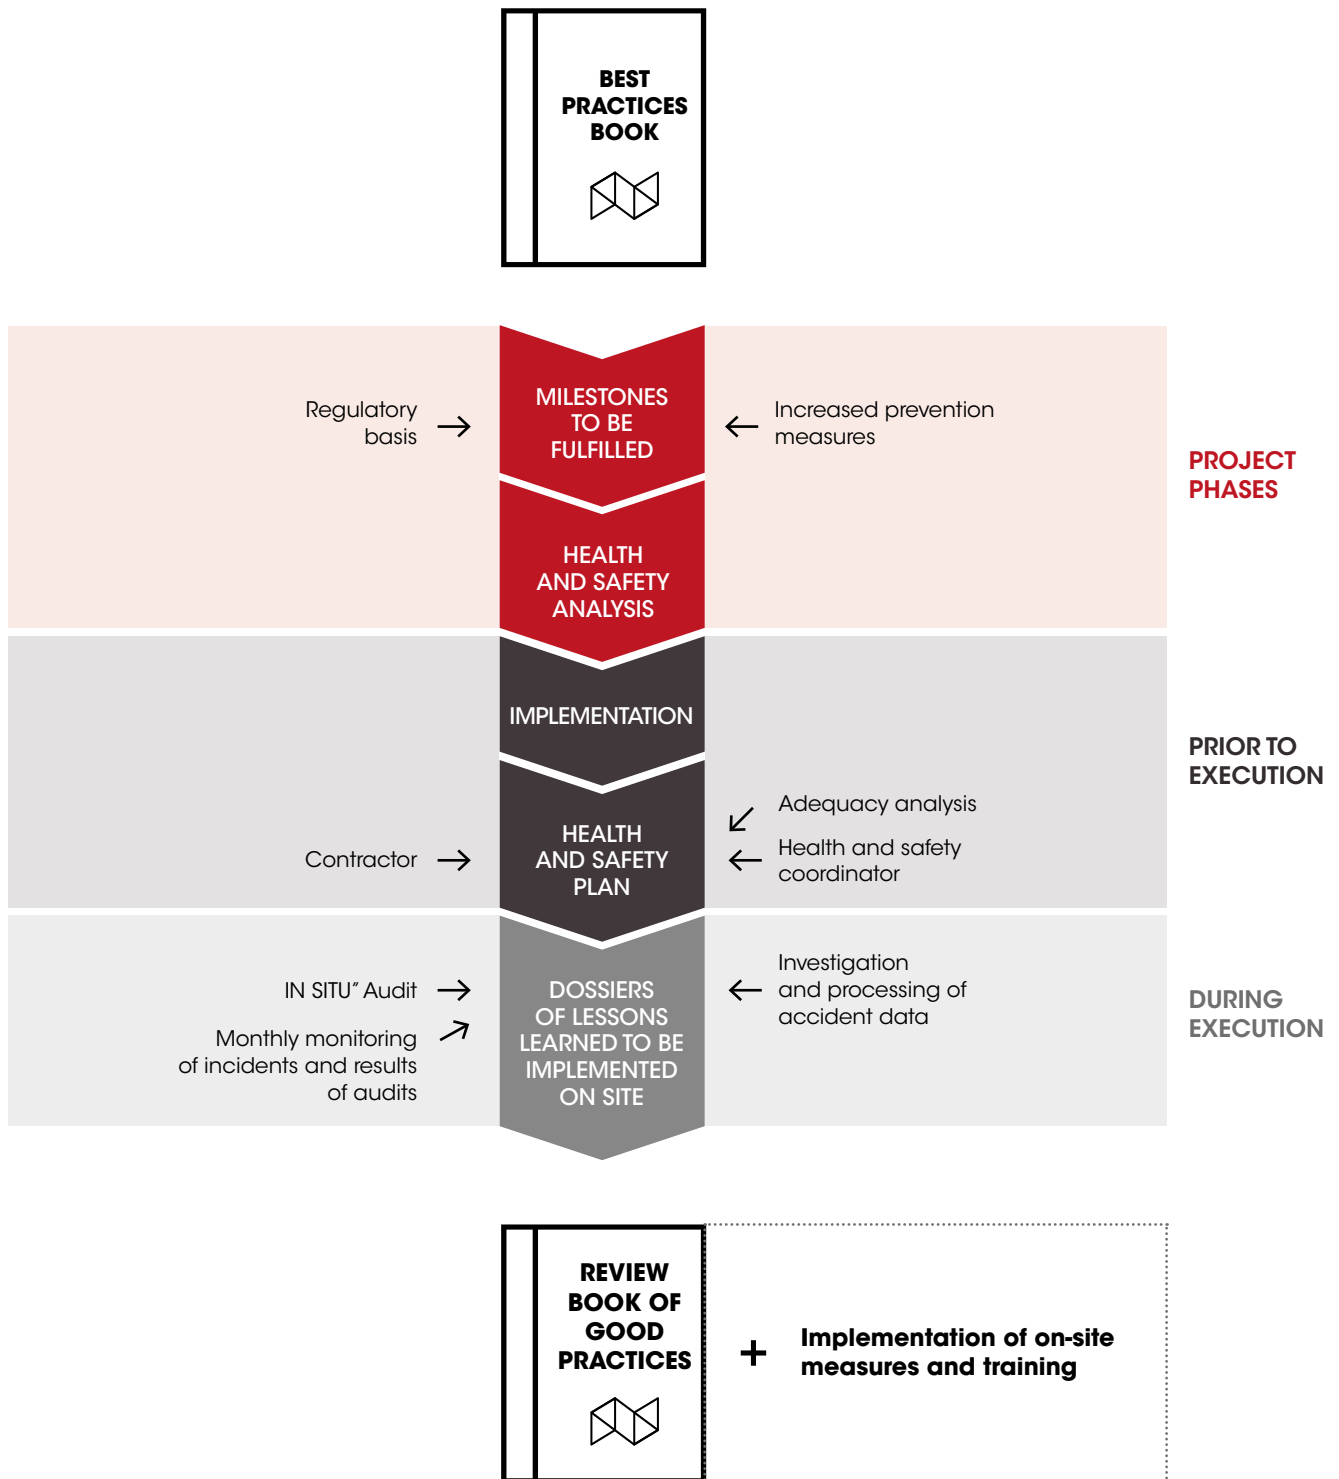 BEST
PRACTICES
BOOK
Regulatory
basis
MILESTONES
TO BE
FULFILLED
Increased prevention
measures
PROJECT
PHASES
HEALTH
AND SAFETY
ANALYSIS
IMPLEMENTATION
PRIOR TO
EXECUTION
Contractor
HEALTH
AND SAFETY
PLAN
Adequacy analysis
Health and safety
coordinator
IN SITU” Audit
Monthly monitoring
of incidents and results
of audits
DOSSIERS
OF LESSONS
LEARNED TO BE
IMPLEMENTED
ON SITE
Investigation
and processing of
accident data
DURING
EXECUTION
REVIEW
BOOK OF
GOOD
PRACTICES
+
Implementation of on-site
measures and training